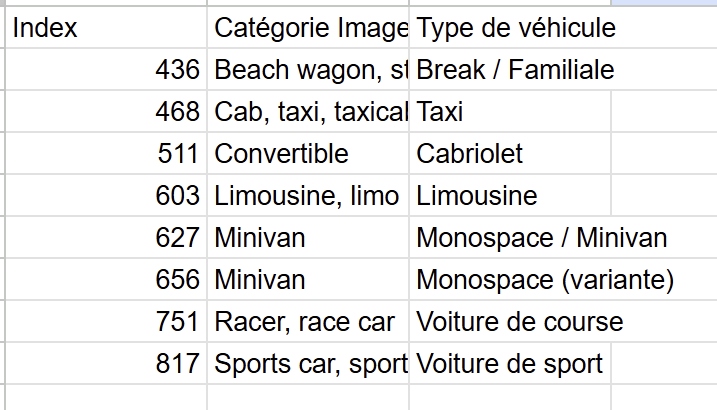 Index Catégorie Image Type de véhicule
436 Beach wagon, st Break / Familiale
468 Cab, taxi, taxical Taxi
511 Convertible Cabriolet
603 Limousine, limo Limousine
627 Minivan Monospace / Minivan
656 Minivan Monospace (variante)
751 Racer, race car Voiture de course
817 Sports car, sport Voiture de sport